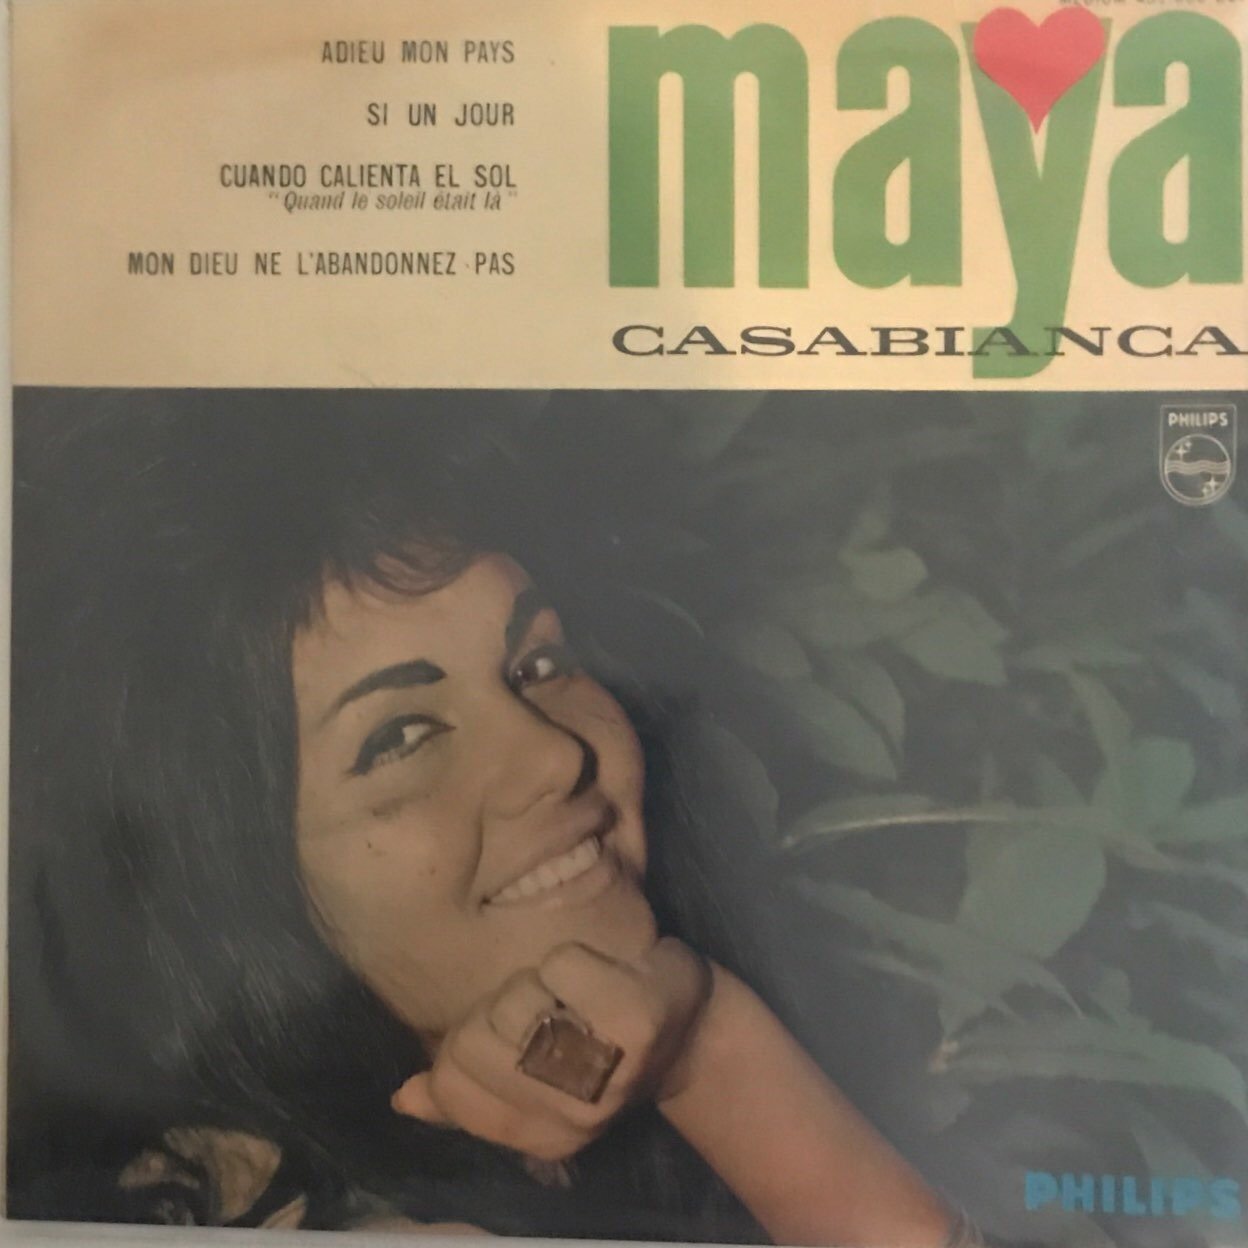 ADIEU MON PAYS
SI UN JOUR
CUANDO CALIENTA EL SOL
"Quand le soleil était là"
MON DIEU NE L'ABANDONNEZ PAS
maya
CASABIANCA
PHILIPS
PHILIPS